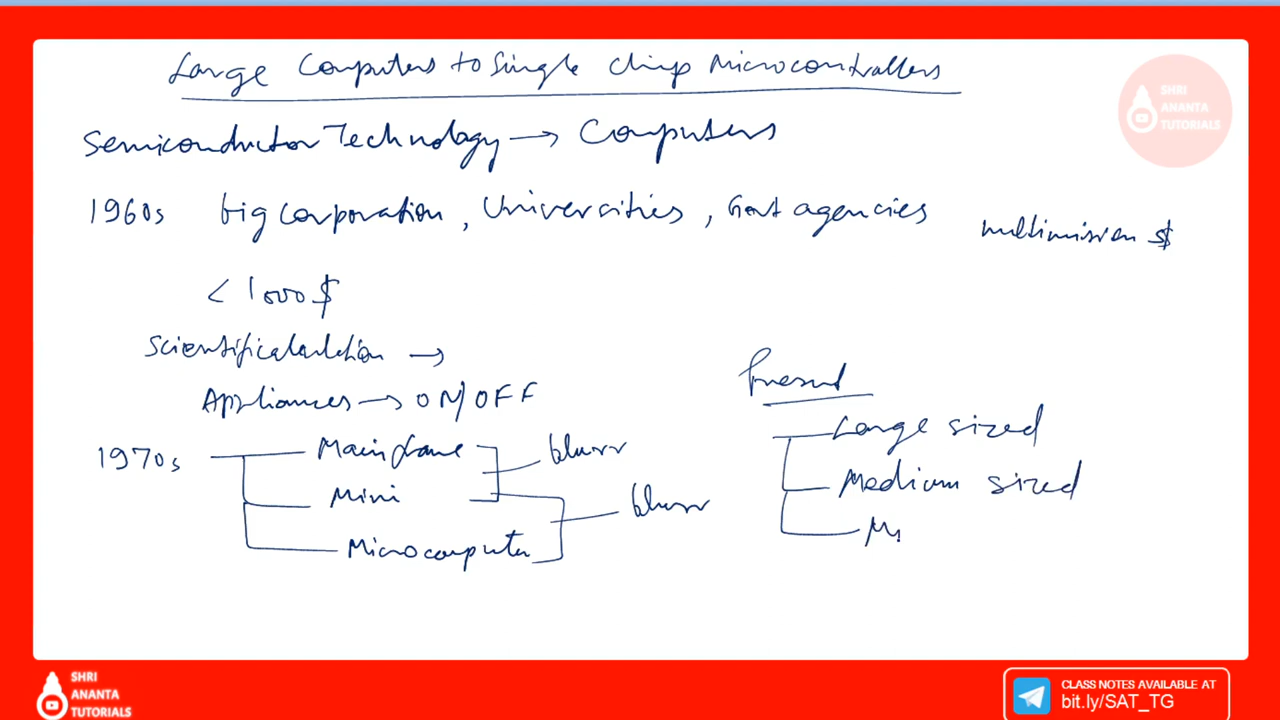 Large Computers to Single chip Microcontrollers
SHRI
ANANTA
TUTORIALS
Semiconductor Technology → Computers
1960s big corporation, Universities, Govt agencies multimission $
< 1000 $
Scientific calculation →
Appliances → ON/OFF
Present
1970s
Mainframe
blurr
Mini
blurr
Microcomputer
Large sized
Medium sized
SHRI
ANANTA
TUTORIALS
CLASS NOTES AVAILABLE AT
bit.ly/SAT_TG